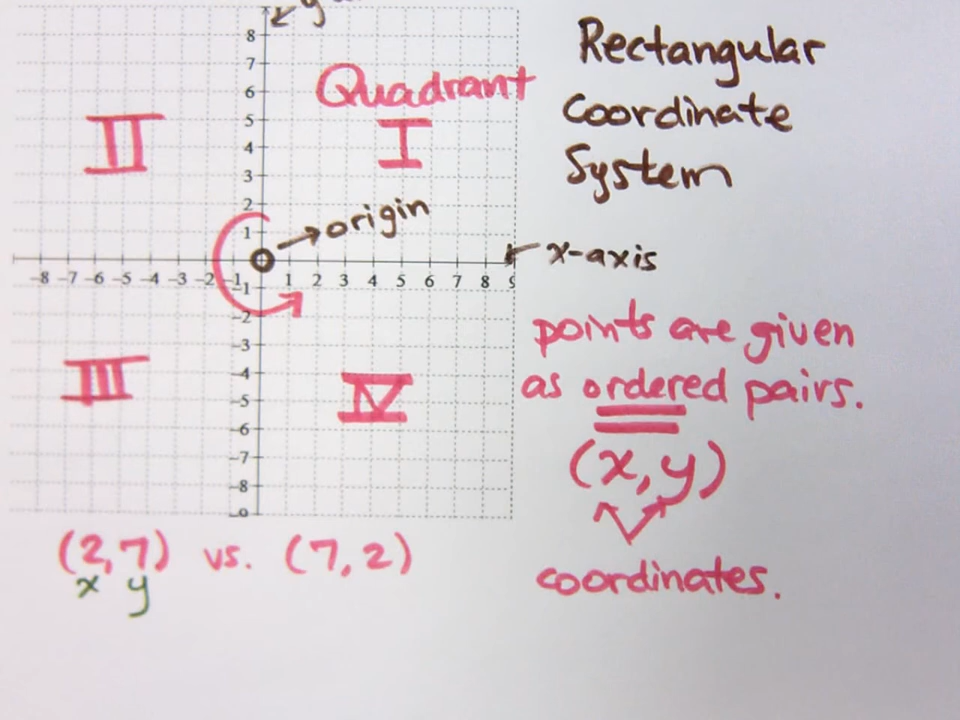 y
8
7
6
5
4
3
2
1
-8 -7 -6 -5 -4 -3 -2 -1 1 2 3 4 5 6 7 8 9
-1
-2
-3
-4
-5
-6
-7
-8
Quadrant
I
II
III
IV
origin
x-axis
Rectangular
Coordinate
System
points are given
as ordered pairs.
(x,y)
coordinates.
(2,7) vs. (7,2)
x y